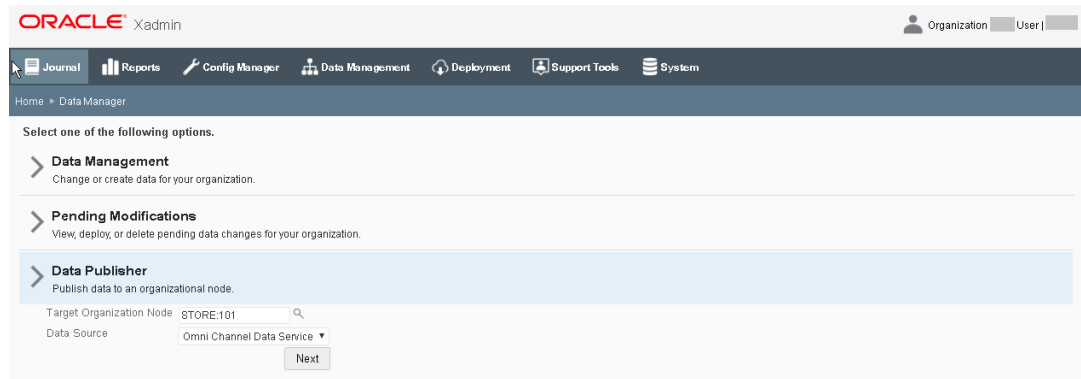 ORACLE® Xadmin
Organization User |
Journal Reports Config Manager Data Management Deployment Support Tools System
Home Data Manager
Select one of the following options.
Data Management
Change or create data for your organization.
Pending Modifications
View, deploy, or delete pending data changes for your organization.
Data Publisher
Publish data to an organizational node.
Target Organization Node STORE:101
Data Source Omni Channel Data Service
Next